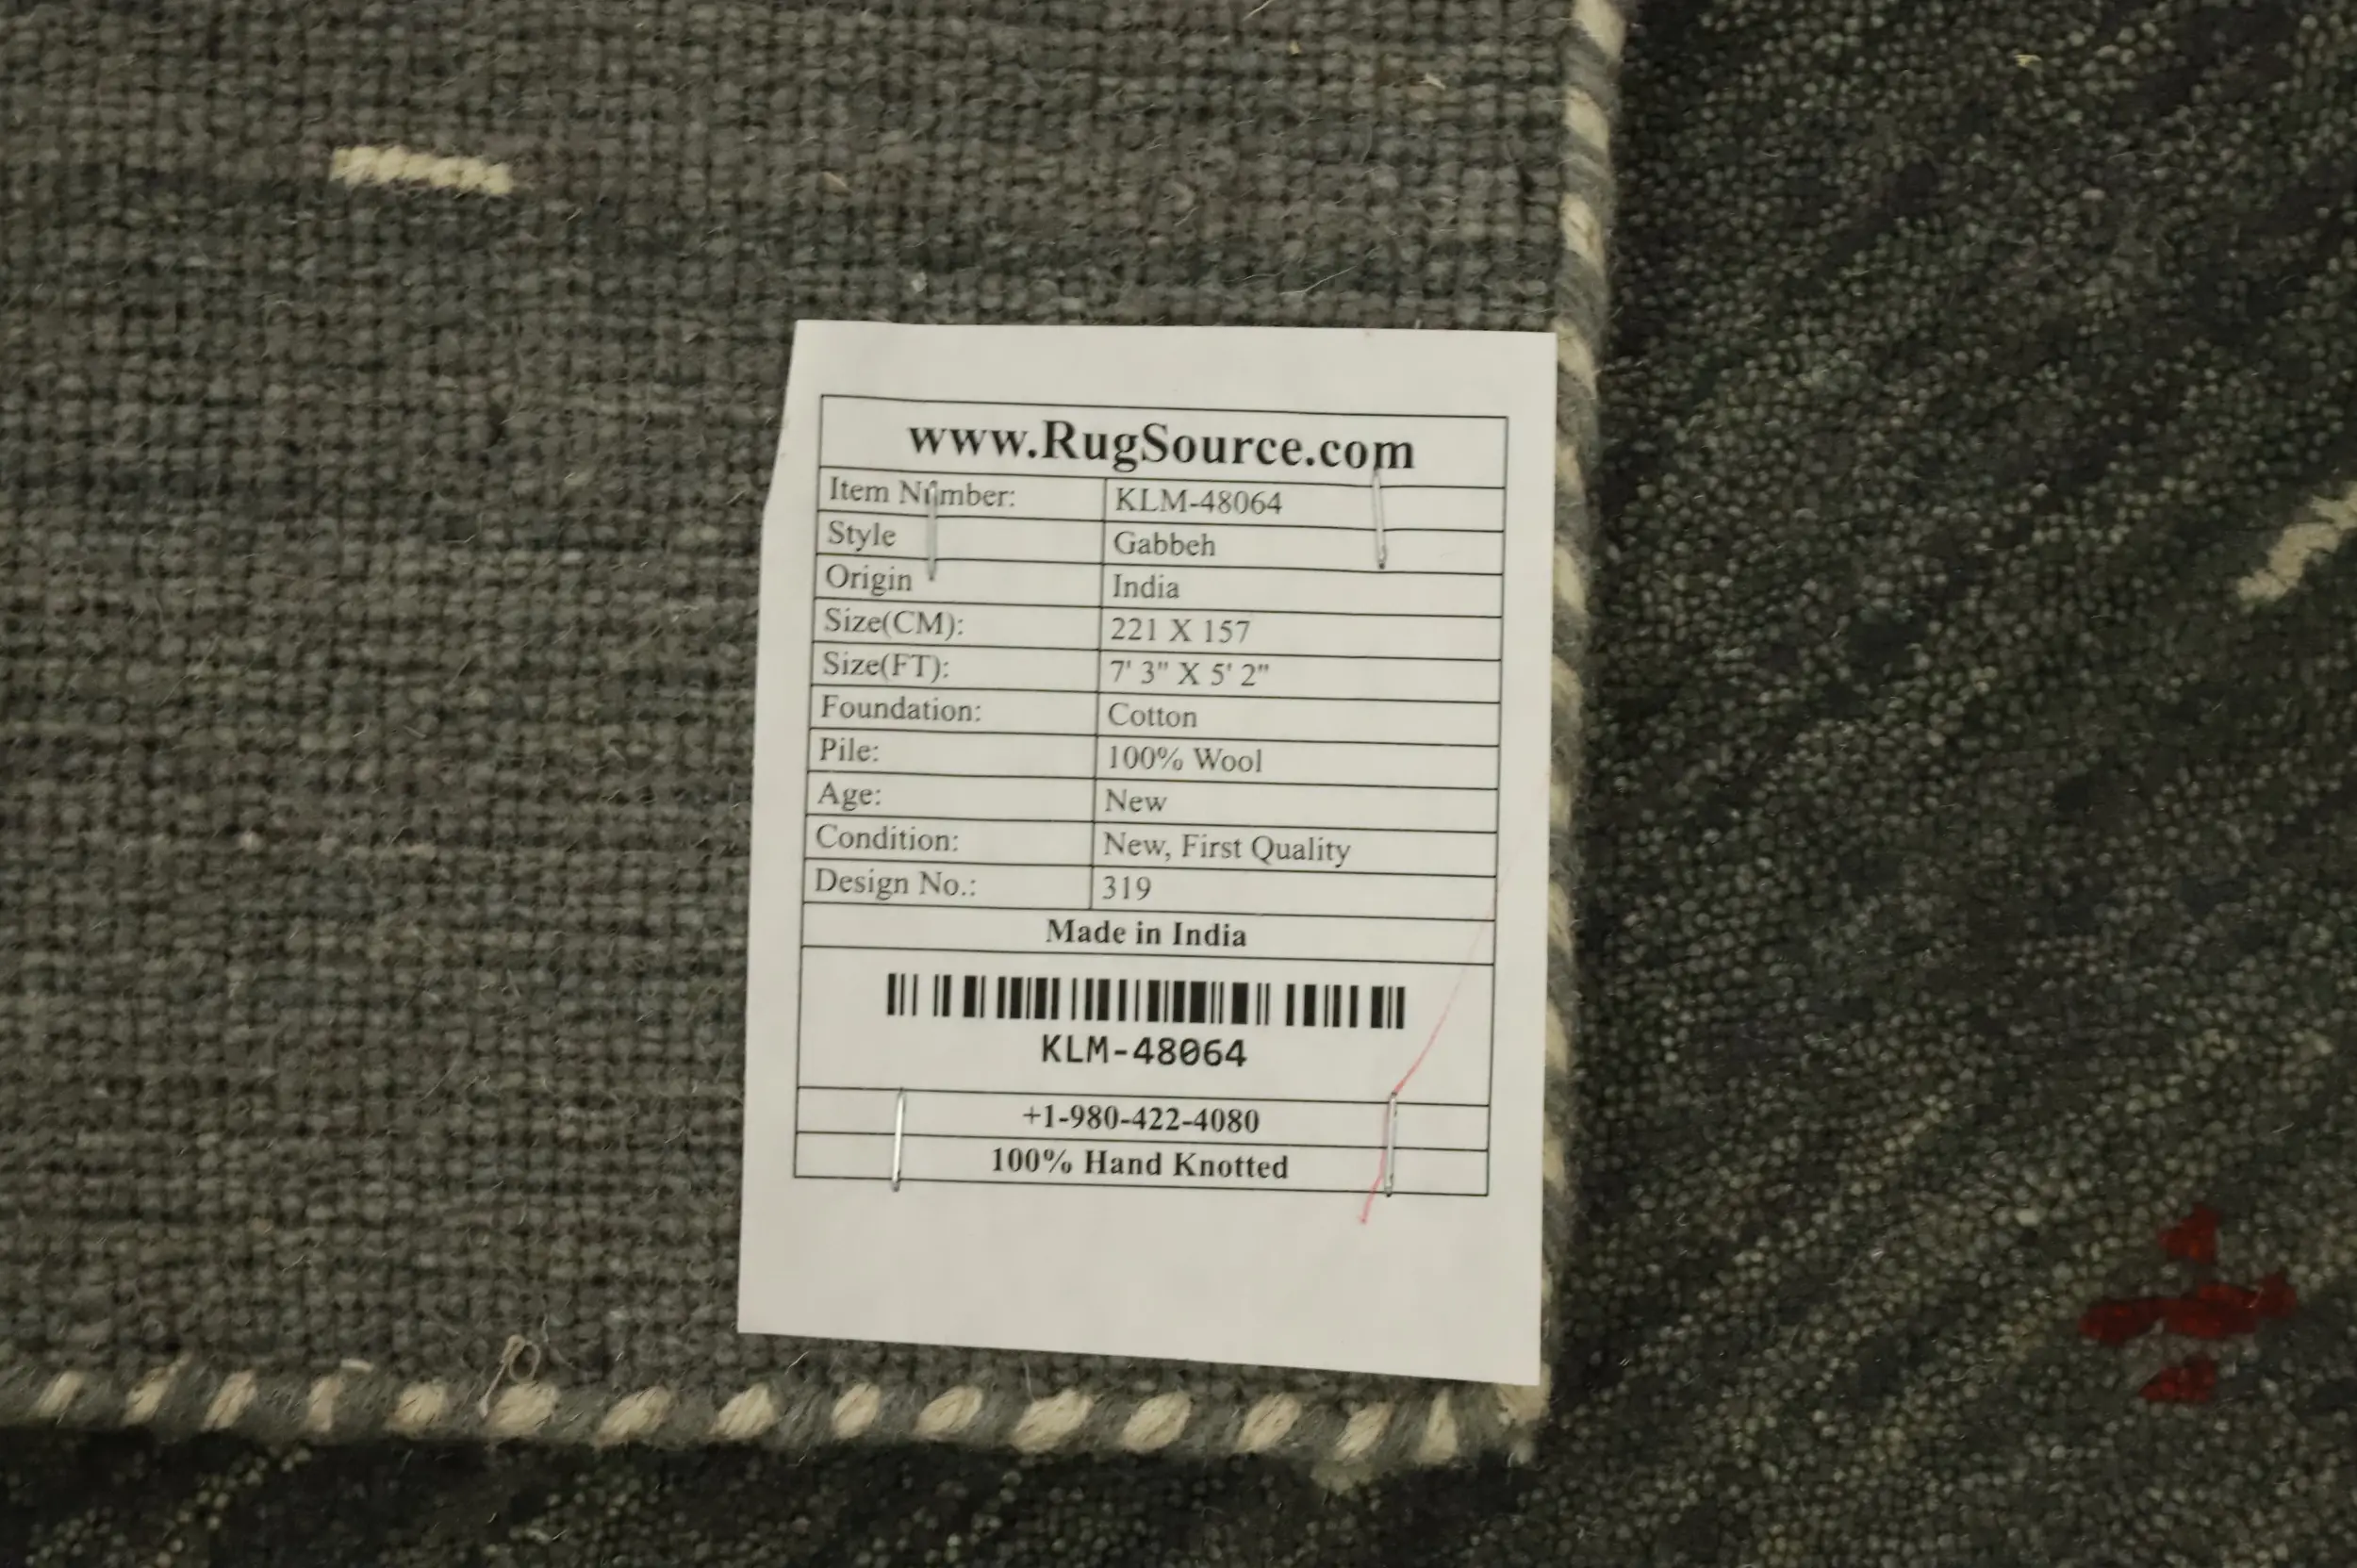 www.RugSource.com
Item Number: KLM-48064
Style Gabbeh
Origin India
Size(CM): 221 X 157
Size(FT): 7' 3" X 5' 2"
Foundation: Cotton
Pile: 100% Wool
Age: New
Condition: New, First Quality
Design No.: 319
Made in India
KLM-48064
+1-980-422-4080
100% Hand Knotted